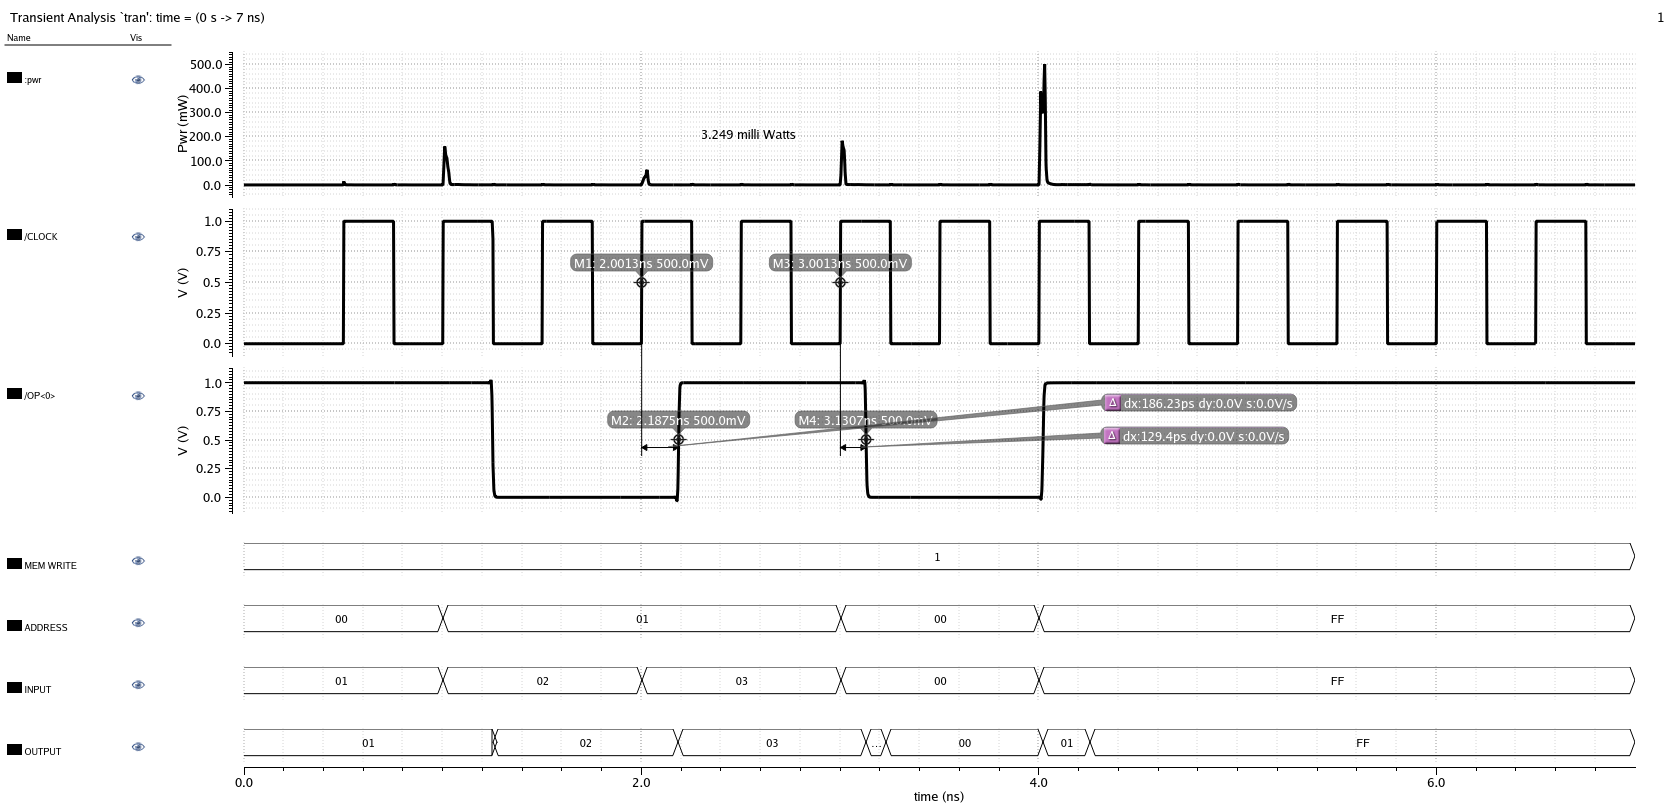 Transient Analysis `tran': time = (0 s -> 7 ns)
1
Name Vis
:pwr
Pwr (mW)
500.0
400.0
300.0
200.0
100.0
0.0
3.249 milli Watts
/CLOCK
V (V)
1.0
0.75
0.5
0.25
0.0
M1: 2.0013ns 500.0mV
M3: 3.0013ns 500.0mV
/OP<0>
V (V)
1.0
0.75
0.5
0.25
0.0
M2: 2.1875ns 500.0mV
M4: 3.1307ns 500.0mV
Δ dx:186.23ps dy:0.0V s:0.0V/s
Δ dx:129.4ps dy:0.0V s:0.0V/s
MEM WRITE 1
ADDRESS 00 01 00 FF
INPUT 01 02 03 00 FF
OUTPUT 01 02 03 ... 00 01 FF
0.0 2.0 4.0 6.0
time (ns)